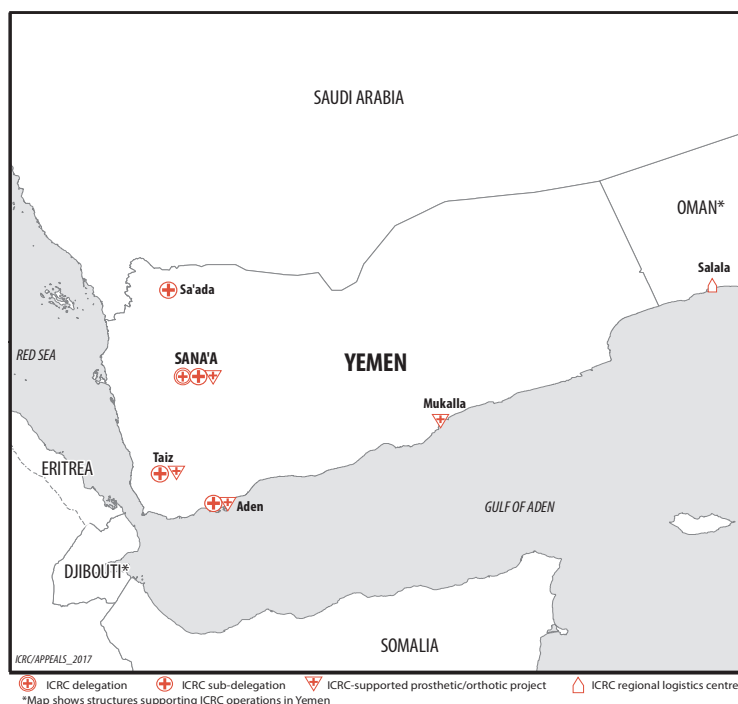 SAUDI ARABIA
OMAN*
Salala
Sa'ada
RED SEA
SANA'A
YEMEN
Mukalla
Taiz
ERITREA
Aden
GULF OF ADEN
DJIBOUTI*
SOMALIA
ICRC/APPEALS_2017
ICRC delegation ICRC sub-delegation ICRC-supported prosthetic/orthotic project ICRC regional logistics centre
*Map shows structures supporting ICRC operations in Yemen